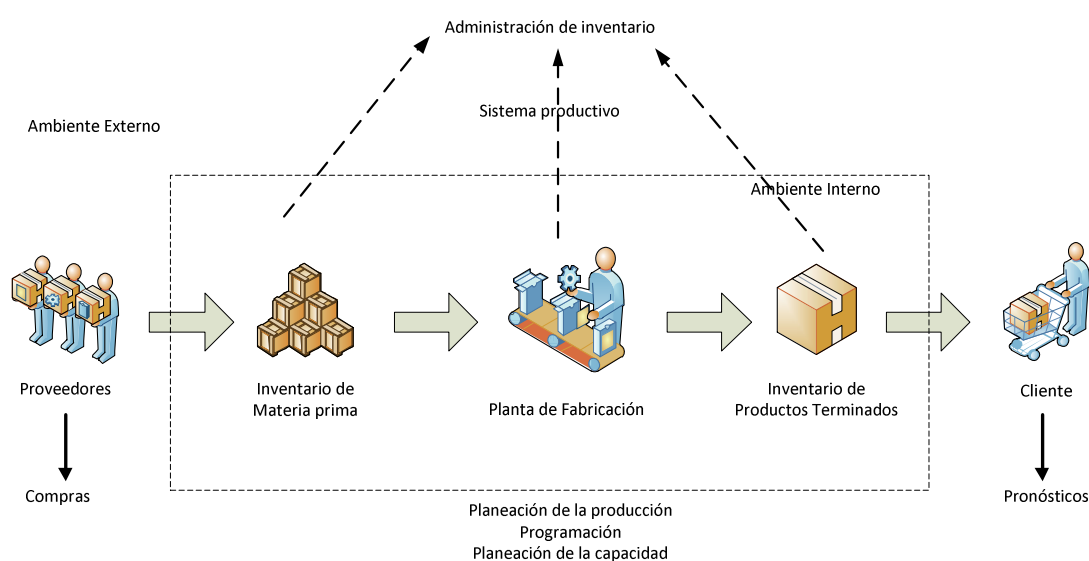 Administración de inventario
Sistema productivo
Ambiente Externo
Ambiente Interno
Proveedores
Inventario de
Materia prima
Planta de Fabricación
Inventario de
Productos Terminados
Cliente
Compras
Pronósticos
Planeación de la producción
Programación
Planeación de la capacidad